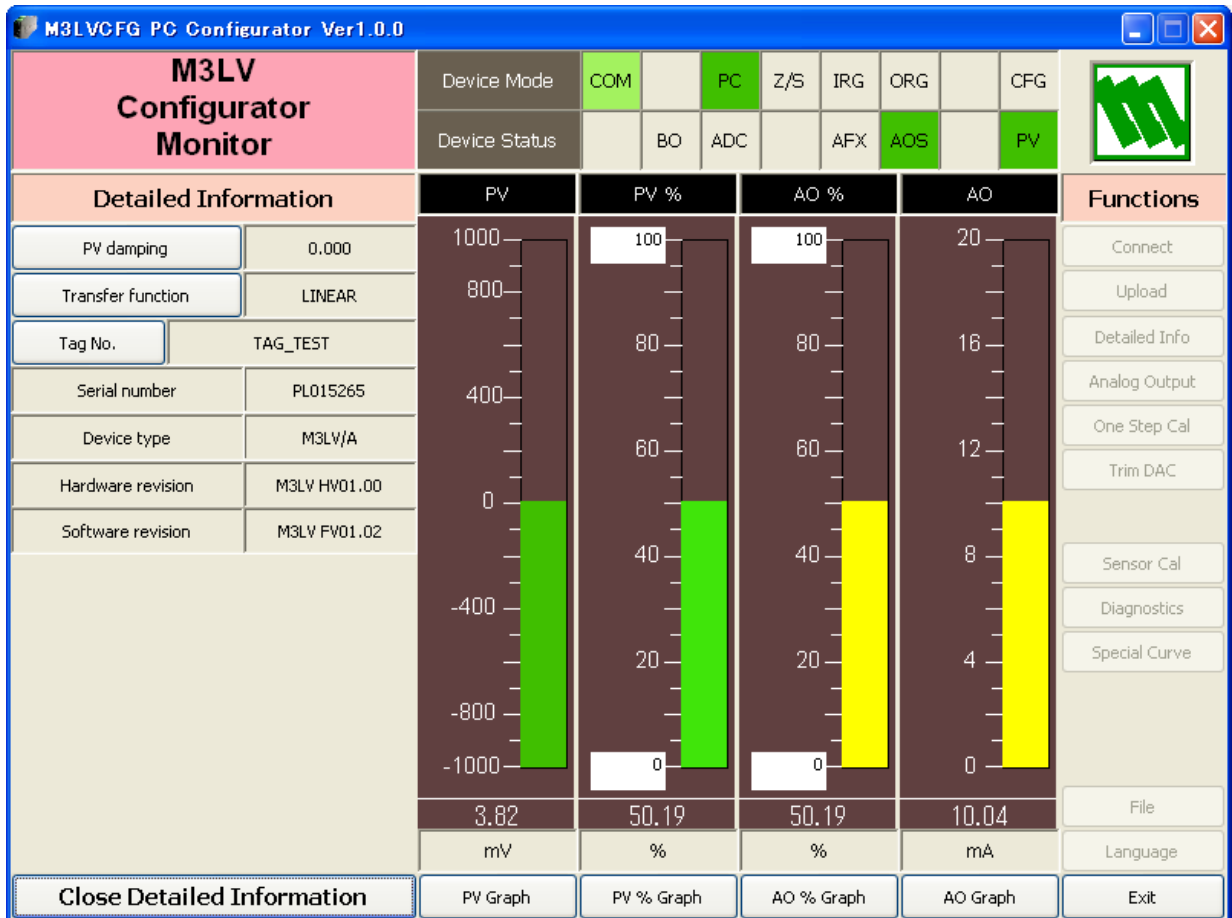 M3LVCFG PC Configurator Ver1.0.0
M3LV
Configurator
Monitor
Device Mode COM PC Z/S IRG ORG CFG
Device Status BO ADC AFX AOS PV
Detailed Information
PV damping 0.000
Transfer function LINEAR
Tag No. TAG_TEST
Serial number PL015265
Device type M3LV/A
Hardware revision M3LV HV01.00
Software revision M3LV FV01.02
Close Detailed Information
PV
1000
800
400
0
-400
-800
-1000
3.82
mV
PV Graph
PV %
100
80
60
40
20
0
50.19
%
PV % Graph
AO %
100
80
60
40
20
0
50.19
%
AO % Graph
AO
20
16
12
8
4
0
10.04
mA
AO Graph
Functions
Connect
Upload
Detailed Info
Analog Output
One Step Cal
Trim DAC
Sensor Cal
Diagnostics
Special Curve
File
Language
Exit